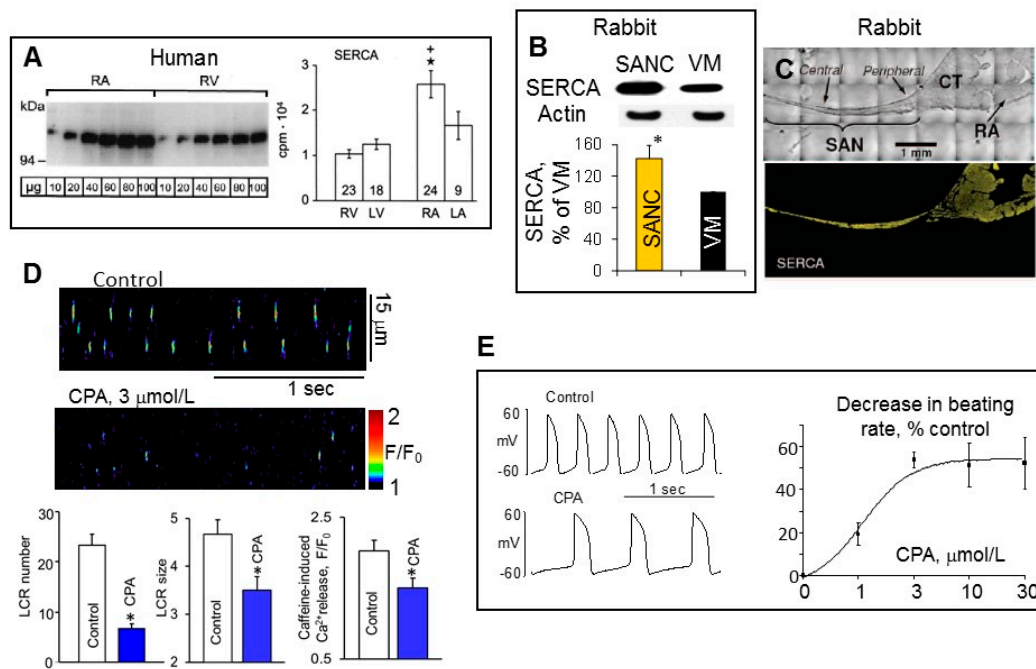 A
Human
RA
RV
kDa
94
µg
10
20
40
60
80
100
10
20
40
60
80
100
SERCA
cpm · 10⁴
4
3
2
1
0
+
★
23
18
24
9
RV
LV
RA
LA
Rabbit
B
SANC
VM
SERCA
Actin
SERCA,
% of VM
160
120
80
40
0
*
SANC
VM
Rabbit
C
Central
Peripheral
CT
SAN
RA
1 mm
SERCA
D
Control
15 µm
1 sec
CPA, 3 µmol/L
2
F/F₀
1
LCR number
30
20
10
0
Control
* CPA
LCR size
5
4
3
2
Control
* CPA
Caffeine-induced
Ca²⁺release, F/F₀
2.5
0.5
Control
*CPA
E
Control
60
mV
-60
CPA
1 sec
60
mV
-60
Decrease in beating
rate, % control
60
40
20
0
CPA, µmol/L
0
1
3
10
30